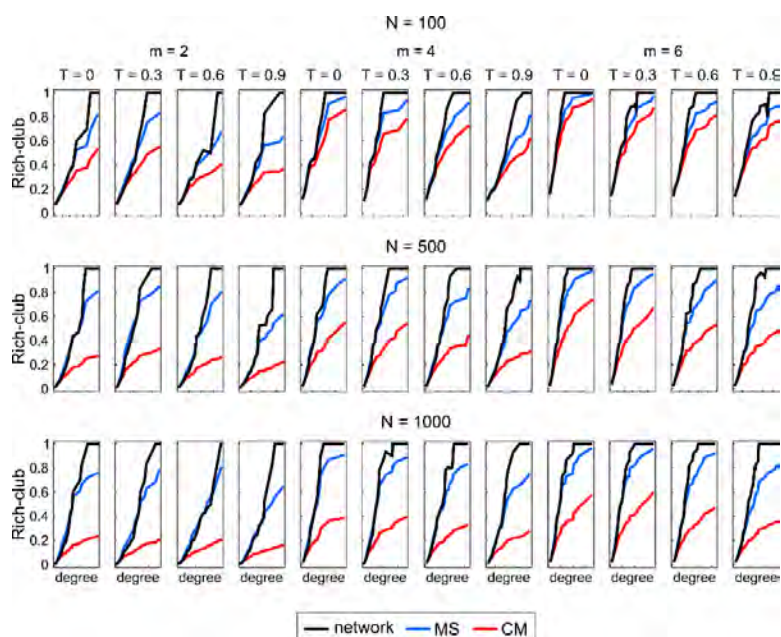 N = 100
m = 2 m = 4 m = 6
T = 0 T = 0.3 T = 0.6 T = 0.9 T = 0 T = 0.3 T = 0.6 T = 0.9 T = 0 T = 0.3 T = 0.6 T = 0.9
1
0.8
0.6
0.4
0.2
0
Rich-club
N = 500
1
0.8
0.6
0.4
0.2
0
Rich-club
N = 1000
1
0.8
0.6
0.4
0.2
0
Rich-club
degree degree degree degree degree degree degree degree degree degree degree degree
network MS CM